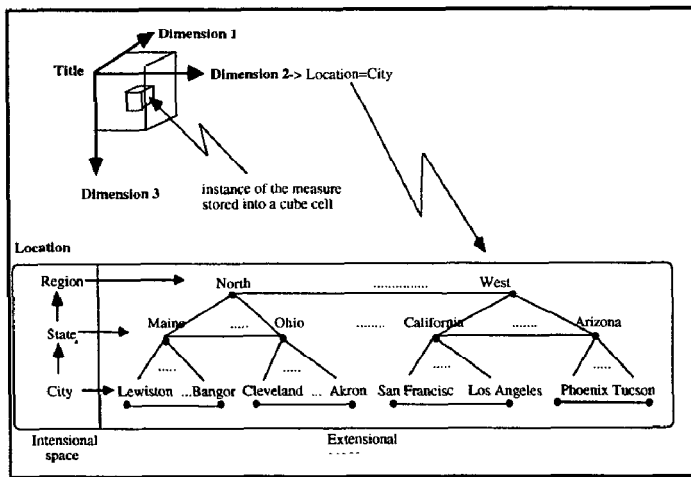 Dimension 1
Title
Dimension 2-> Location=City
Dimension 3
instance of the measure
stored into a cube cell
Location
Region
North
..............
West
State
Maine
.....
Ohio
........
California
.......
Arizona
.....
.....
.....
.....
City
Lewiston ...Bangor
Cleveland ... Akron
San Francisc
Los Angeles
Phoenix Tucson
Intensional
space
Extensional